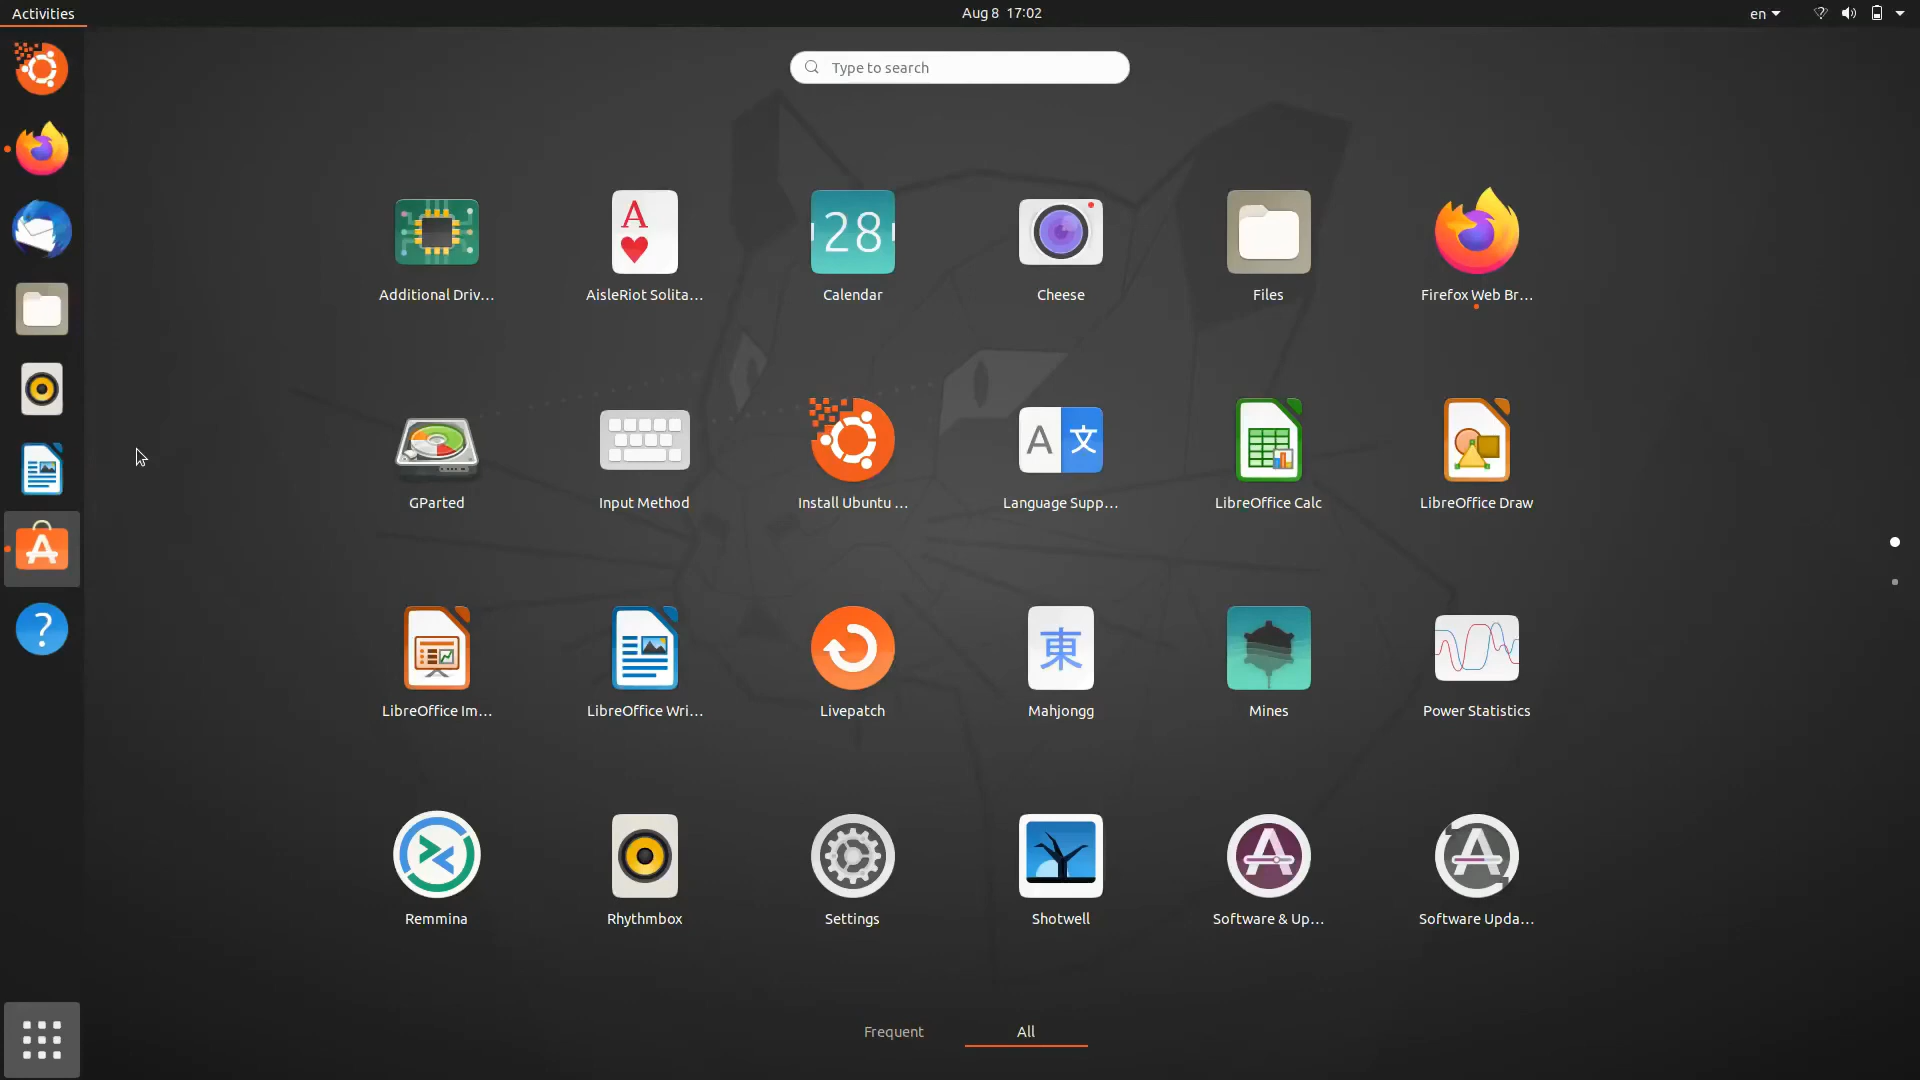 Activities
Aug 8 17:02
en
Type to search
Additional Driv...
AisleRiot Solita...
28
Calendar
Cheese
Files
Firefox Web Br...
GParted
Input Method
Install Ubuntu ...
A 文
Language Supp...
LibreOffice Calc
LibreOffice Draw
LibreOffice Im...
LibreOffice Wri...
Livepatch
東
Mahjongg
Mines
Power Statistics
Remmina
Rhythmbox
Settings
Shotwell
Software & Up...
Software Upda...
Frequent
All
A
?